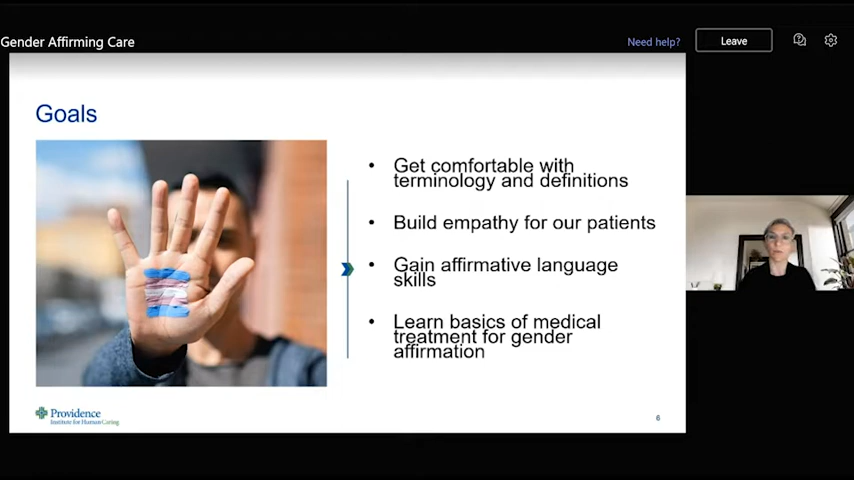 Gender Affirming Care
Need help?
Leave
Goals
• Get comfortable with
terminology and definitions
• Build empathy for our patients
• Gain affirmative language
skills
• Learn basics of medical
treatment for gender
affirmation
Providence
Institute for Human Caring
6